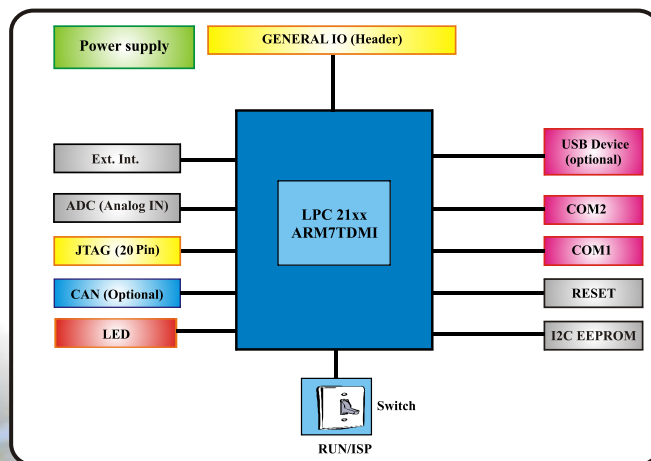 Power supply
GENERAL IO (Header)
Ext. Int.
ADC (Analog IN)
JTAG (20 Pin)
CAN (Optional)
LED
LPC 21xx
ARM7TDMI
USB Device
(optional)
COM2
COM1
RESET
I2C EEPROM
Switch
RUN/ISP